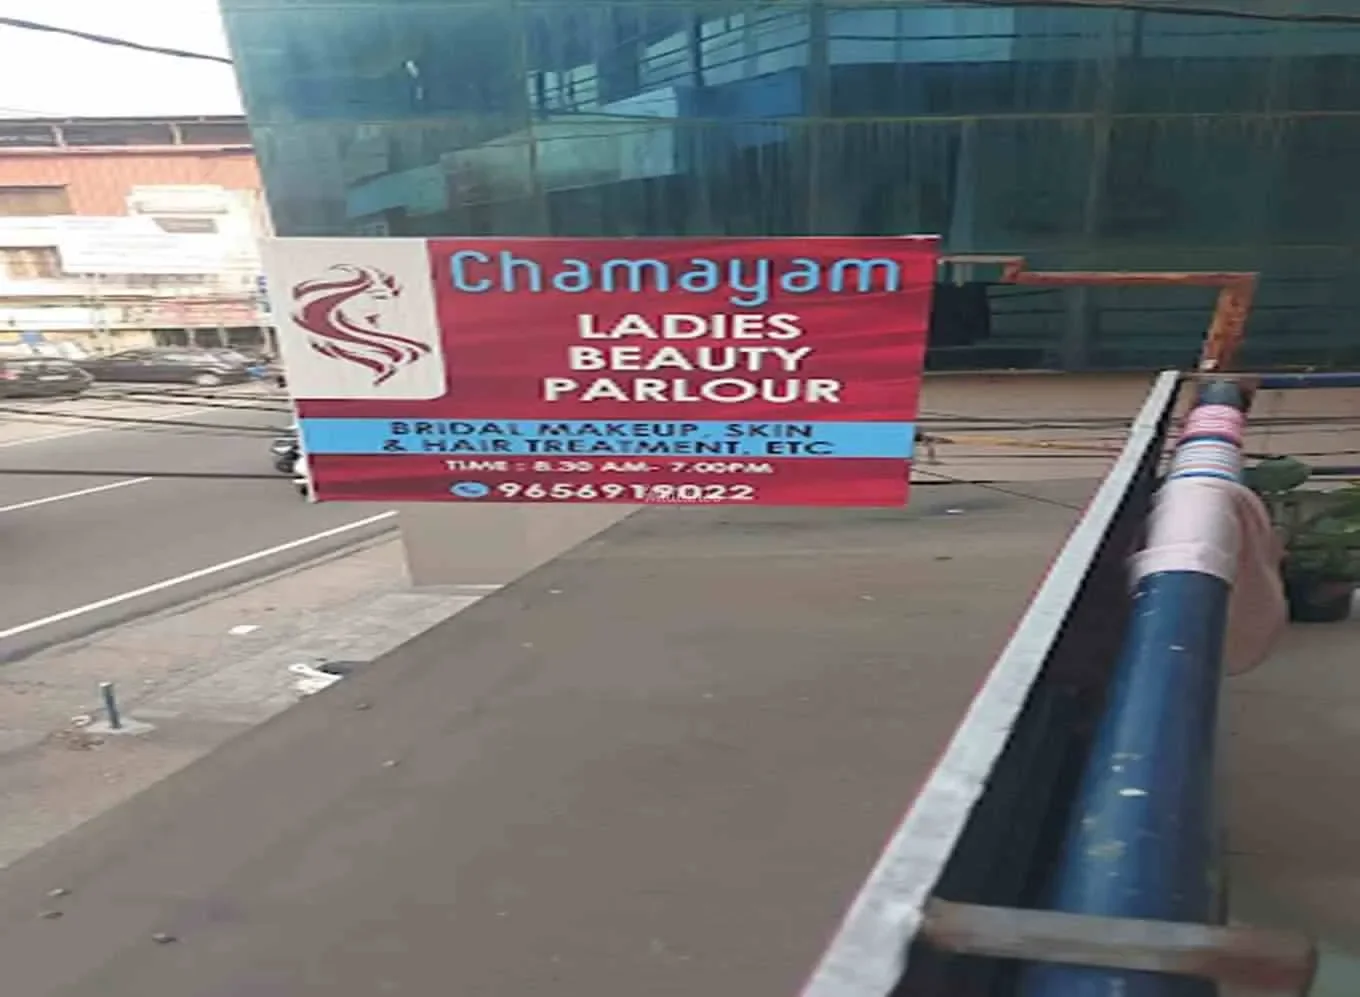 Chamayam
LADIES
BEAUTY
PARLOUR
BRIDAL MAKEUP, SKIN
& HAIR TREATMENT, ETC
TIME : 8.30 AM- 7.00PM
9656919022